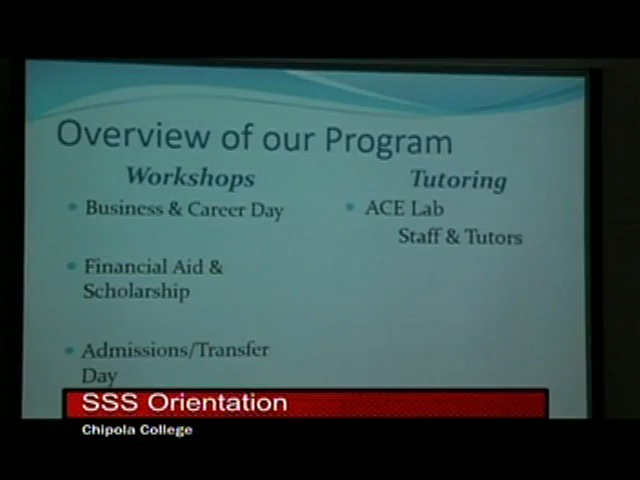 Overview of our Program
Workshops
Business & Career Day
Financial Aid &
Scholarship
Admissions/Transfer
Day
Tutoring
ACE Lab
Staff & Tutors
SSS Orientation
Chipola College